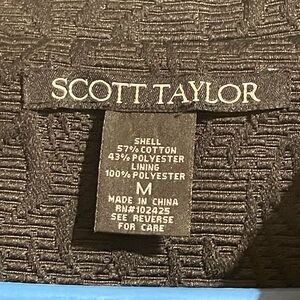 SCOTT TAYLOR
SHELL
57% COTTON
43% POLYESTER
LINING
100% POLYESTER
M
MADE IN CHINA
RN#102425
SEE REVERSE
FOR CARE